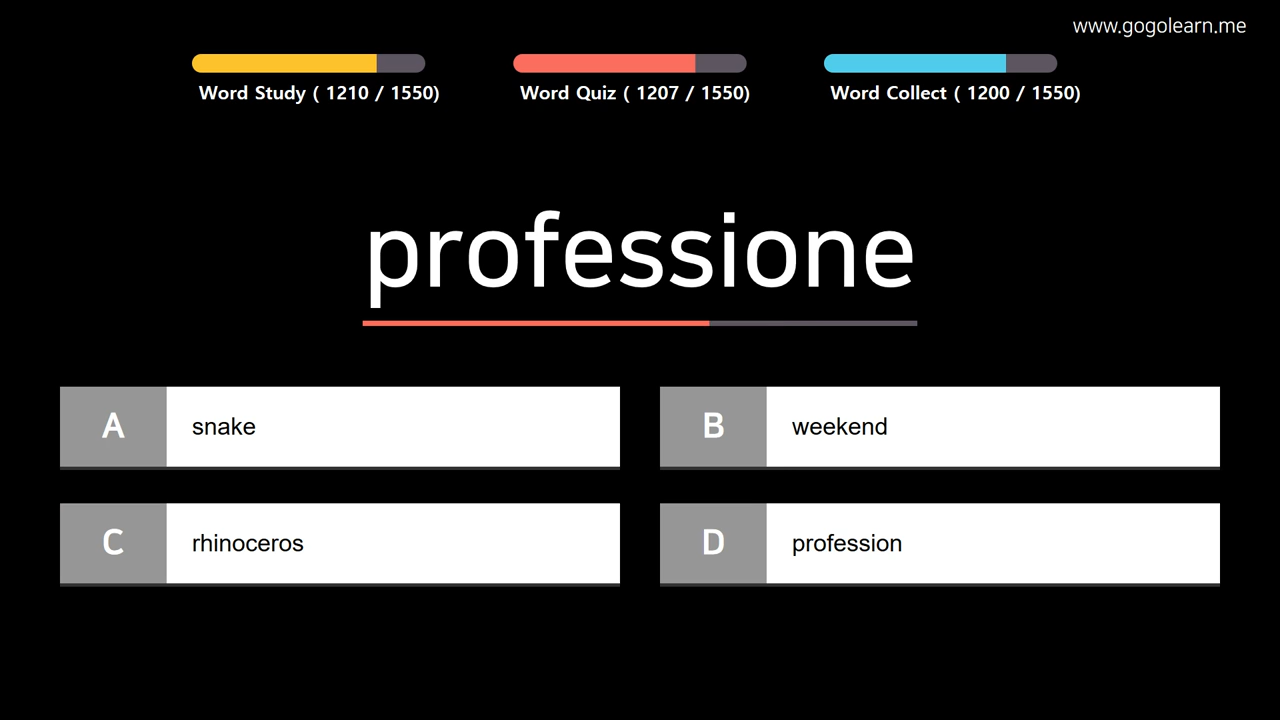 www.gogolearn.me
Word Study ( 1210 / 1550)
Word Quiz ( 1207 / 1550)
Word Collect ( 1200 / 1550)
professione
A snake
B weekend
C rhinoceros
D profession